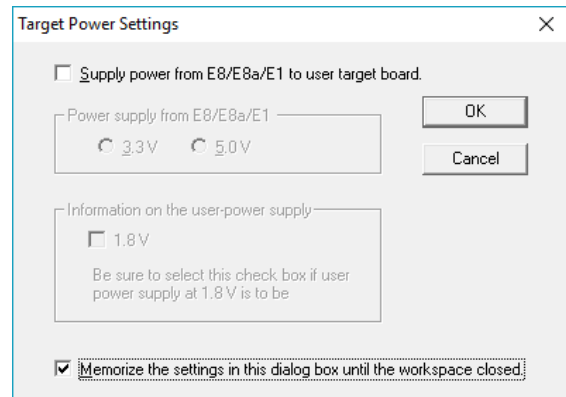 Target Power Settings
Supply power from E8/E8a/E1 to user target board.
Power supply from E8/E8a/E1
OK
3.3 V 5.0 V
Cancel
Information on the user-power supply
1.8 V
Be sure to select this check box if user
power supply at 1.8 V is to be
Memorize the settings in this dialog box until the workspace closed.